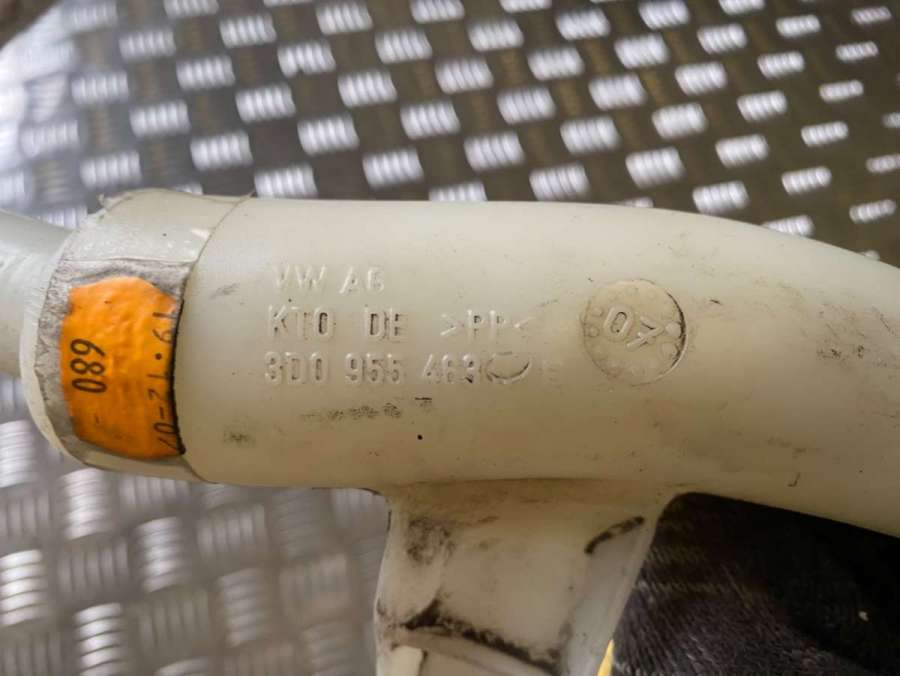 VW AG
KTO DE >PP<
3D0 955 463 E
07
089
19.12-07